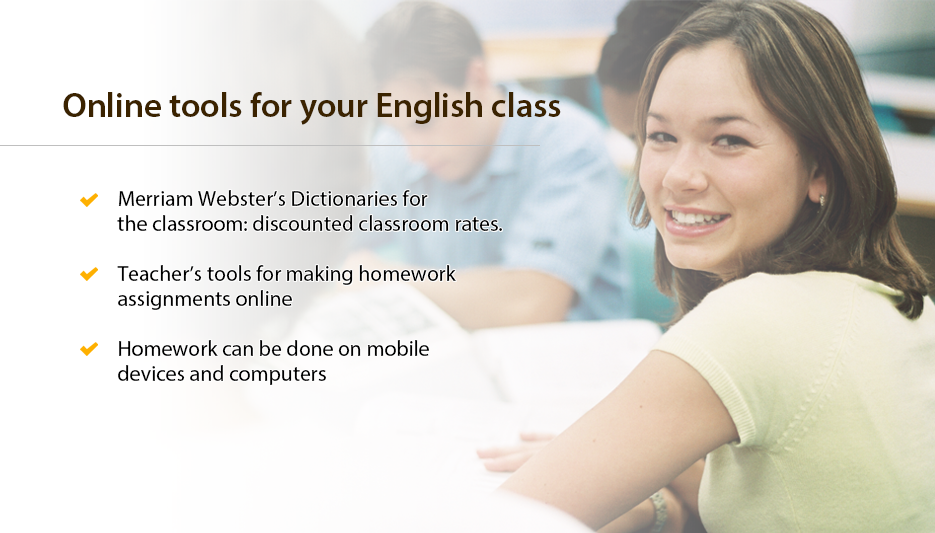 Online tools for your English class
Merriam Webster’s Dictionaries for
the classroom: discounted classroom rates.
Teacher’s tools for making homework
assignments online
Homework can be done on mobile
devices and computers